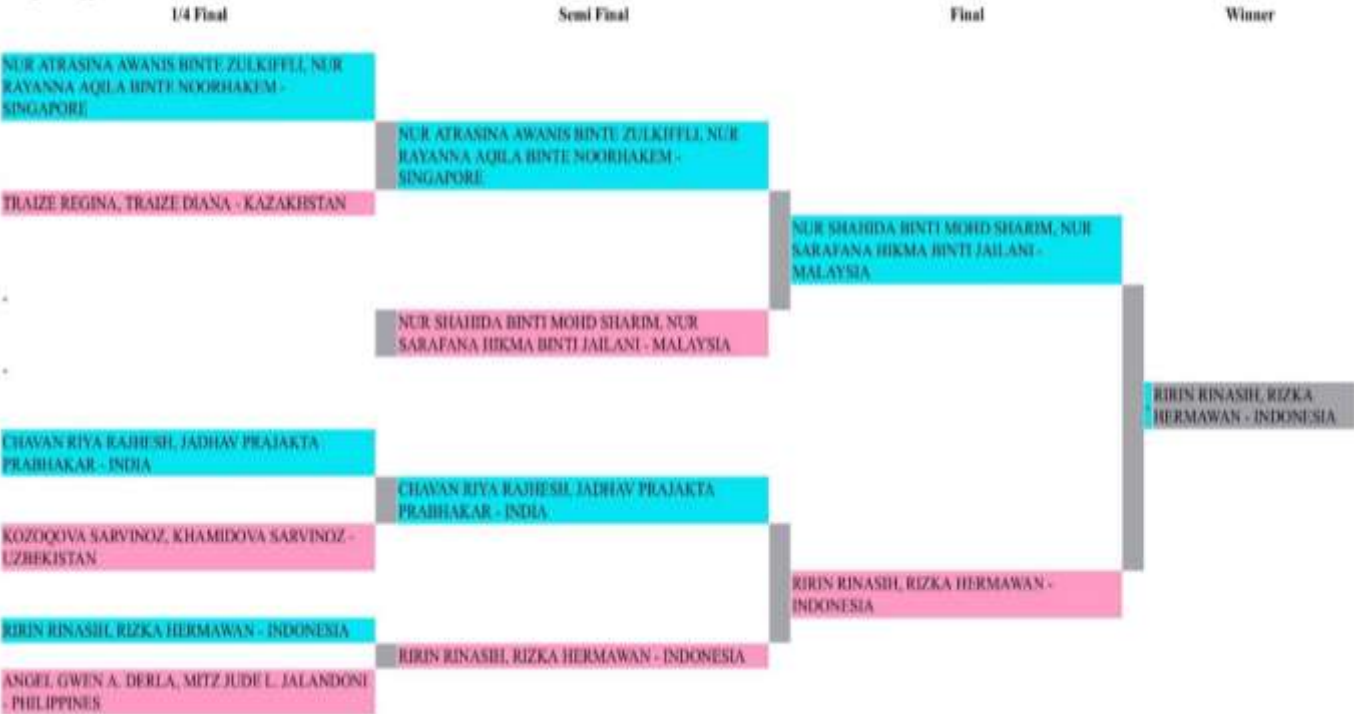 1/4 Final
Semi Final
Final
Winner
NUR ATRASINA AWANIS BINTE ZULKIFFLI, NUR
RAYANNA AQILA BINTE NOORHAKEM -
SINGAPORE
TRAIZE REGINA, TRAIZE DIANA - KAZAKHSTAN
-
-
CHAVAN RIYA RAJHESH, JADHAV PRAJAKTA
PRABHAKAR - INDIA
KOZOQOVA SARVINOZ, KHAMIDOVA SARVINOZ -
UZBEKISTAN
RIRIN RINASIH, RIZKA HERMAWAN - INDONESIA
ANGEL GWEN A. DERLA, MITZ JUDE L. JALANDONI
- PHILIPPINES
NUR ATRASINA AWANIS BINTE ZULKIFFLI, NUR
RAYANNA AQILA BINTE NOORHAKEM -
SINGAPORE
NUR SHAHIDA BINTI MOHD SHARIM, NUR
SARAFANA HIKMA BINTI JAILANI - MALAYSIA
CHAVAN RIYA RAJHESH, JADHAV PRAJAKTA
PRABHAKAR - INDIA
RIRIN RINASIH, RIZKA HERMAWAN - INDONESIA
NUR SHAHIDA BINTI MOHD SHARIM, NUR
SARAFANA HIKMA BINTI JAILANI -
MALAYSIA
RIRIN RINASIH, RIZKA HERMAWAN -
INDONESIA
RIRIN RINASIH, RIZKA
HERMAWAN - INDONESIA